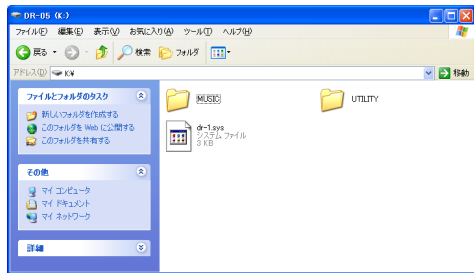 DR-05 (K:)
ファイル(F) 編集(E) 表示(V) お気に入り(A) ツール(T) ヘルプ(H)
戻る 検索 フォルダ
アドレス(D) K:¥ 移動
ファイルとフォルダのタスク
新しいフォルダを作成する
このフォルダを Web に公開する
このフォルダを共有する
その他
マイ コンピュータ
マイ ドキュメント
マイ ネットワーク
詳細
MUSIC
UTILITY
dr-1.sys
システム ファイル
3 KB